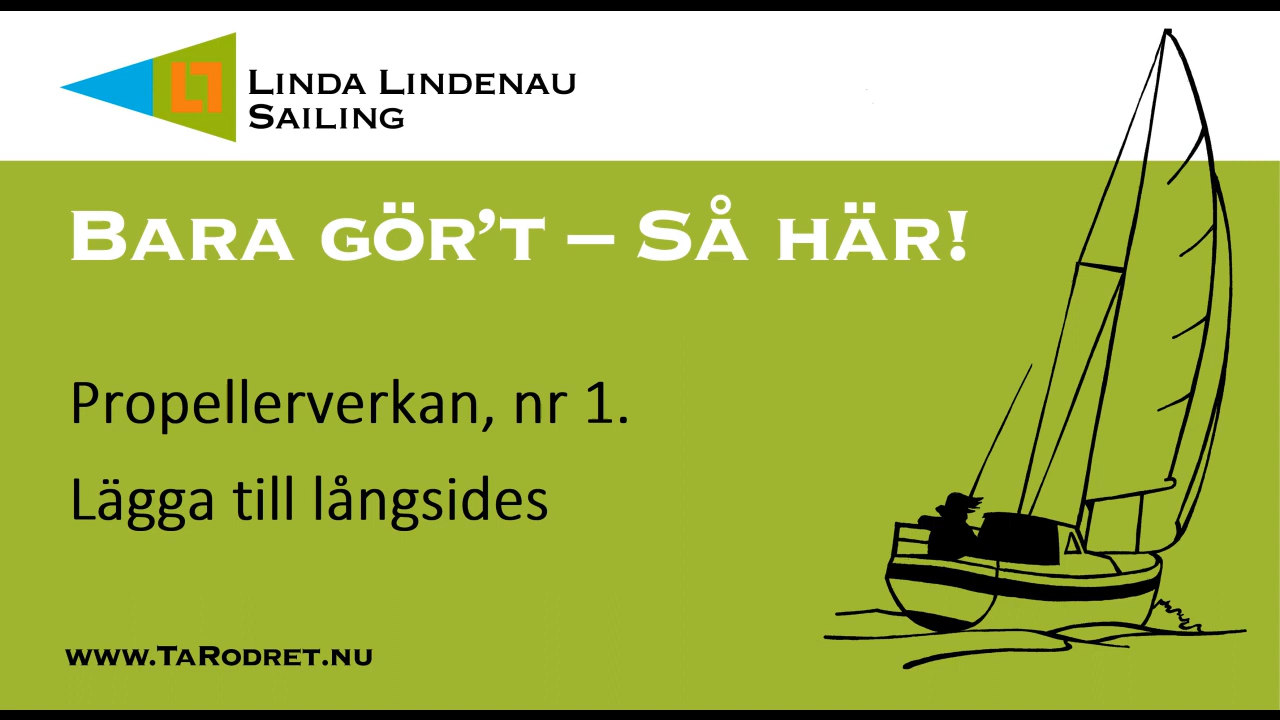 Linda Lindenau
Sailing
Bara gör't – Så här!
Propellerverkan, nr 1.
Lägga till långsides
www.TaRodret.nu